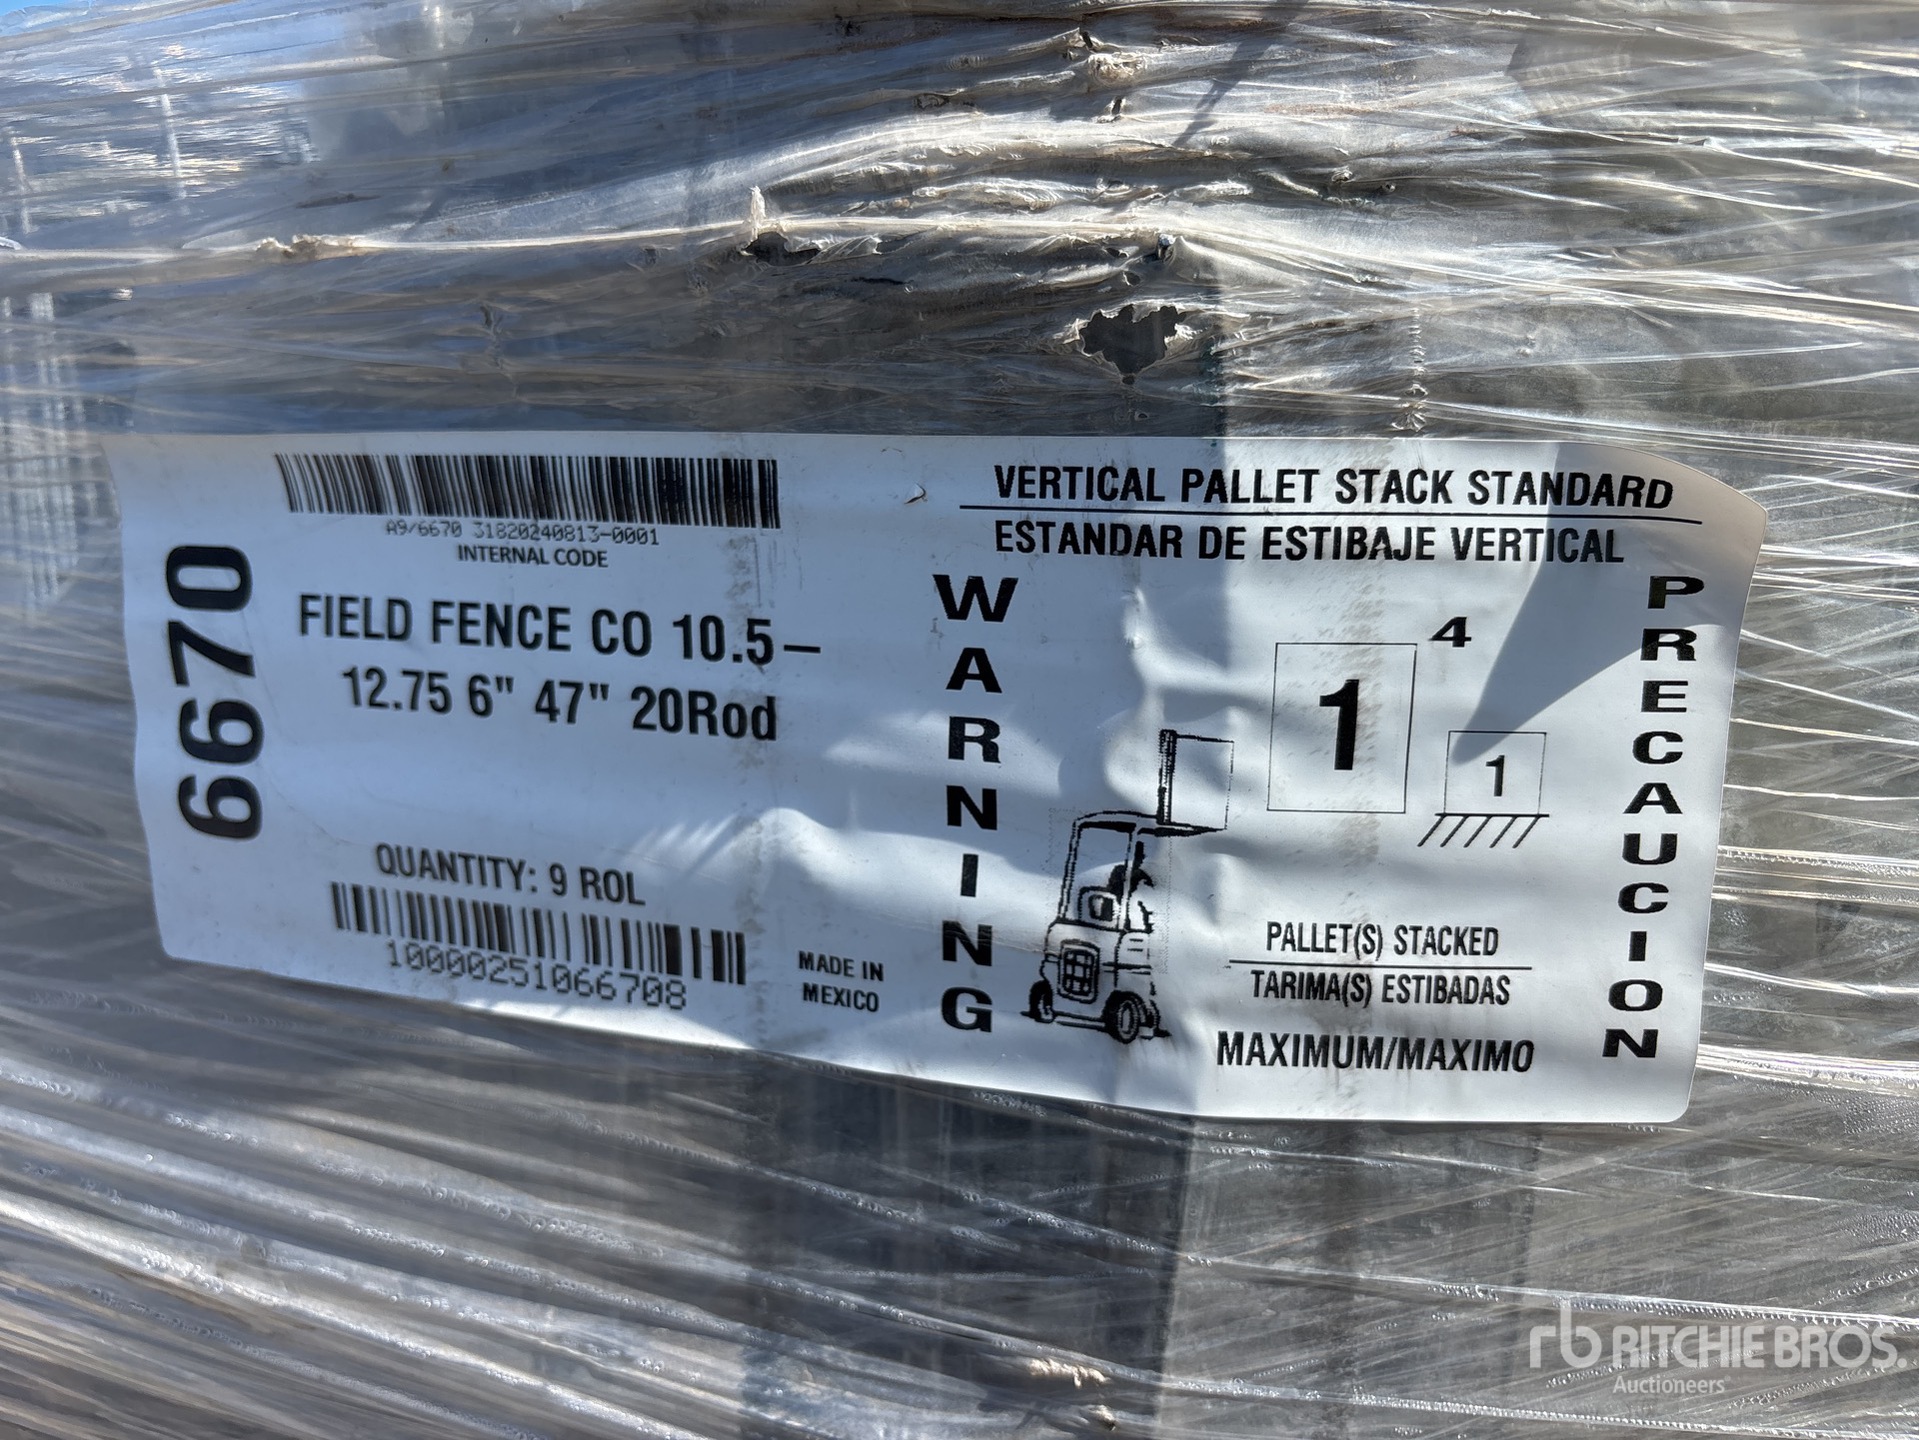 6670
A9/6670 31820240813-0001
INTERNAL CODE
FIELD FENCE CO 10.5–
12.75 6" 47" 20Rod
QUANTITY: 9 ROL
10000251066708
MADE IN
MEXICO
VERTICAL PALLET STACK STANDARD
ESTANDAR DE ESTIBAJE VERTICAL
WARNING
4
1
1
PALLET(S) STACKED
TARIMA(S) ESTIBADAS
MAXIMUM/MAXIMO
PRECAUCION
rb RITCHIE BROS.
Auctioneers